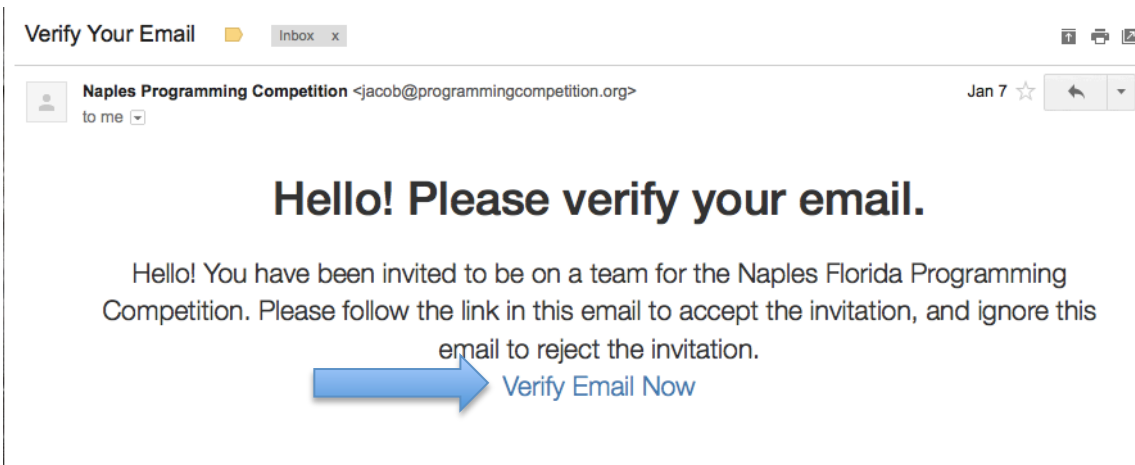 Verify Your Email Inbox x
Naples Programming Competition <jacob@programmingcompetition.org> Jan 7
to me
Hello! Please verify your email.
Hello! You have been invited to be on a team for the Naples Florida Programming
Competition. Please follow the link in this email to accept the invitation, and ignore this
email to reject the invitation.
Verify Email Now